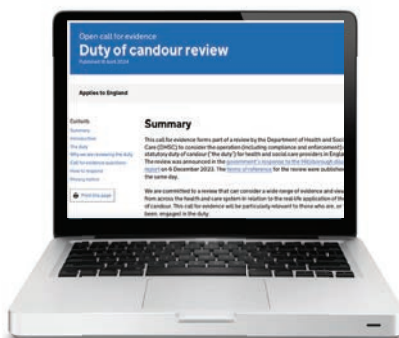 Open call for evidence
Duty of candour review
Published 16 April 2024
Applies to England
Contents
Summary
Introduction
The duty
Why we are reviewing the duty
Call for evidence questions
How to respond
Privacy notice
Print this page
Summary
This call for evidence forms part of a review by the Department of Health and Soci
Care (DHSC) to consider the operation (including compliance and enforcement)
statutory duty of candour ('the duty') for health and social care providers in Engla
The review was announced in the government's response to the Hillsborough disa
report on 6 December 2023. The terms of reference for the review were published
the same day.
We are committed to a review that can consider a wide range of evidence and view
from across the health and care system in relation to the real-life application of th
of candour. This call for evidence will be particularly relevant to those who are, or
been, engaged in the duty.